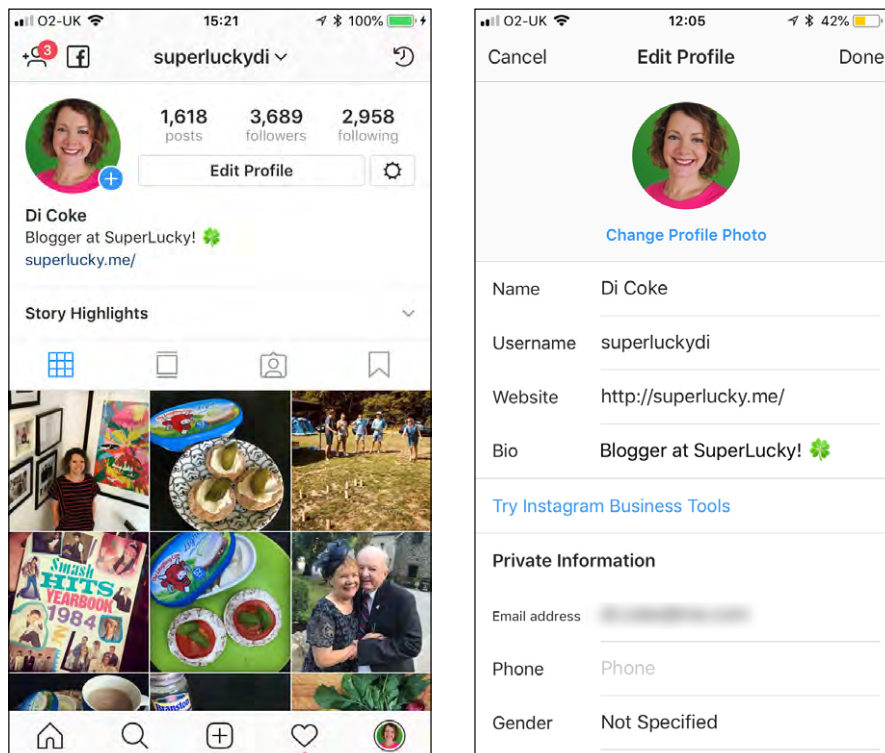 O2-UK 15:21 100%
3 superluckydi
1,618 3,689 2,958
posts followers following
Edit Profile
Di Coke
Blogger at SuperLucky! 🍀
superlucky.me/
Story Highlights
Smash
HITS
YEARBOOK
1984
Branston
O2-UK 12:05 42%
Cancel Edit Profile Done
Change Profile Photo
Name Di Coke
Username superluckydi
Website http://superlucky.me/
Bio Blogger at SuperLucky! 🍀
Try Instagram Business Tools
Private Information
Email address
Phone Phone
Gender Not Specified